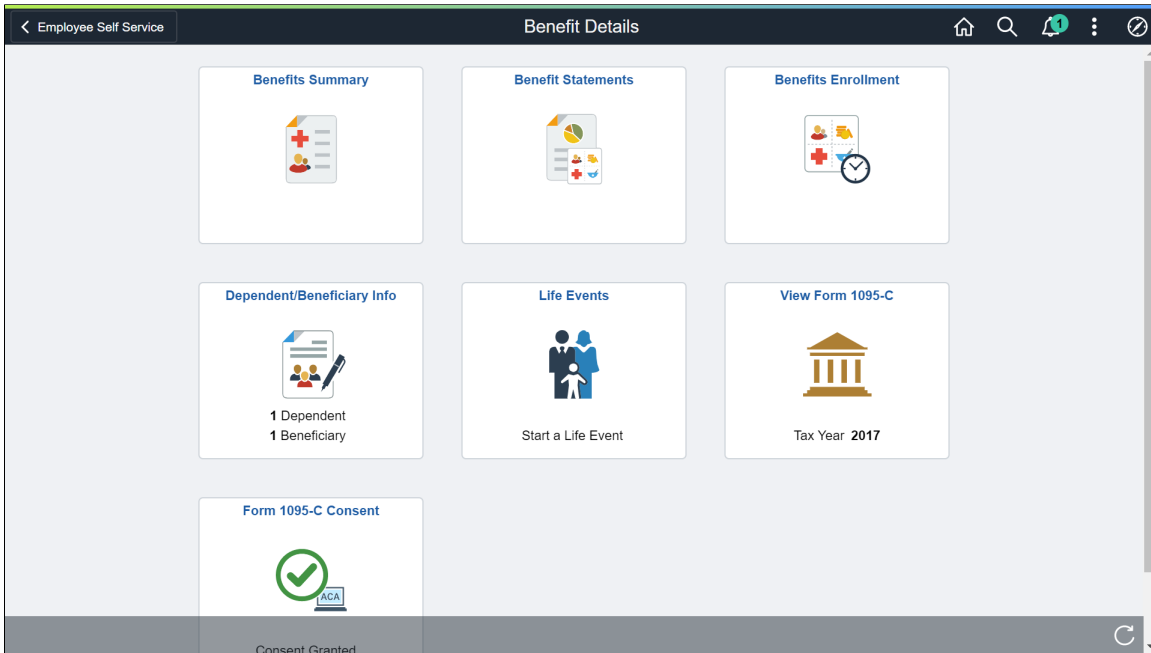 Employee Self Service
Benefit Details
1
Benefits Summary
Benefit Statements
Benefits Enrollment
Dependent/Beneficiary Info
1 Dependent
1 Beneficiary
Life Events
Start a Life Event
View Form 1095-C
Tax Year 2017
Form 1095-C Consent
ACA
Consent Granted